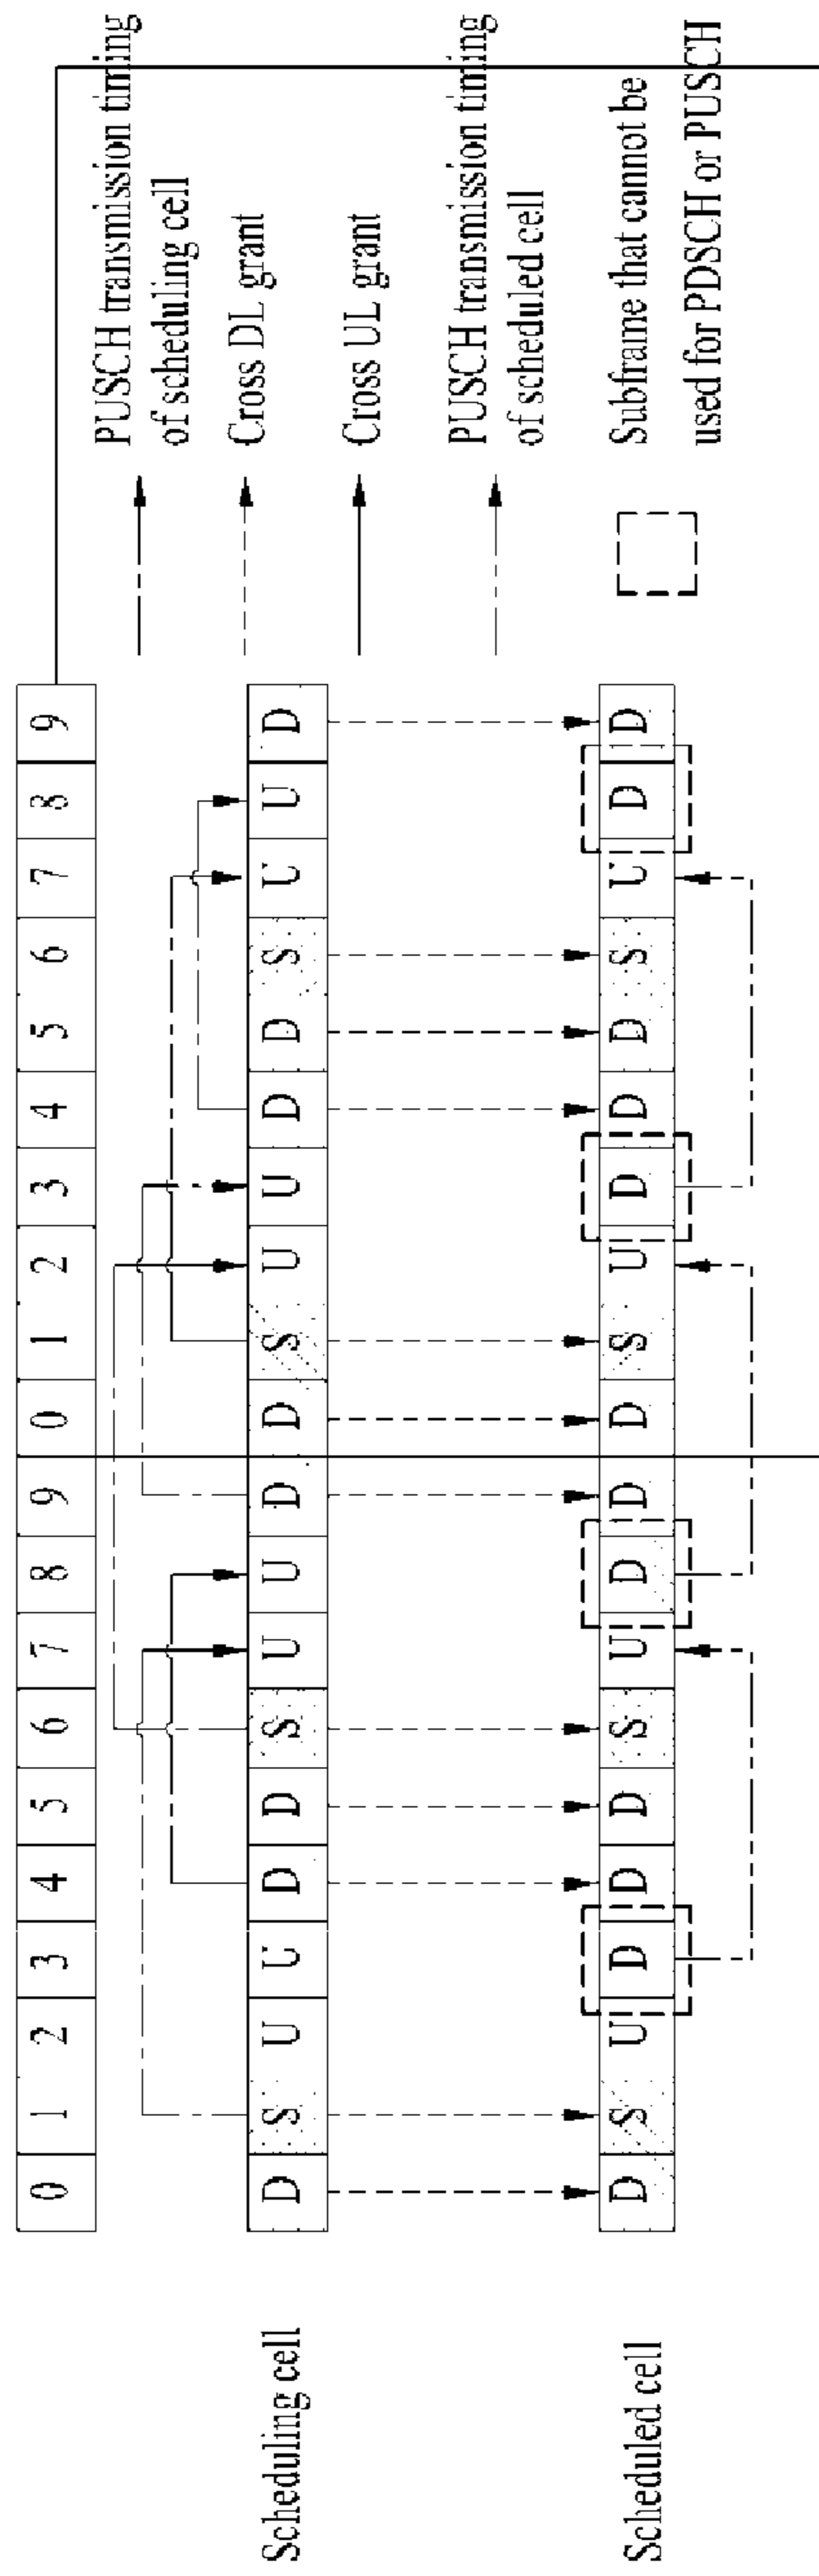 0 1 2 3 4 5 6 7 8 9 0 1 2 3 4 5 6 7 8 9
Scheduling cell D S U U D D S U U D D S U U D D S U U D
Scheduled cell D S U D D D S U D D D S U D D D S U D D
PUSCH transmission timing
of scheduling cell
Cross DL grant
Cross UL grant
PUSCH transmission timing
of scheduled cell
Subframe that cannot be
used for PDSCH or PUSCH